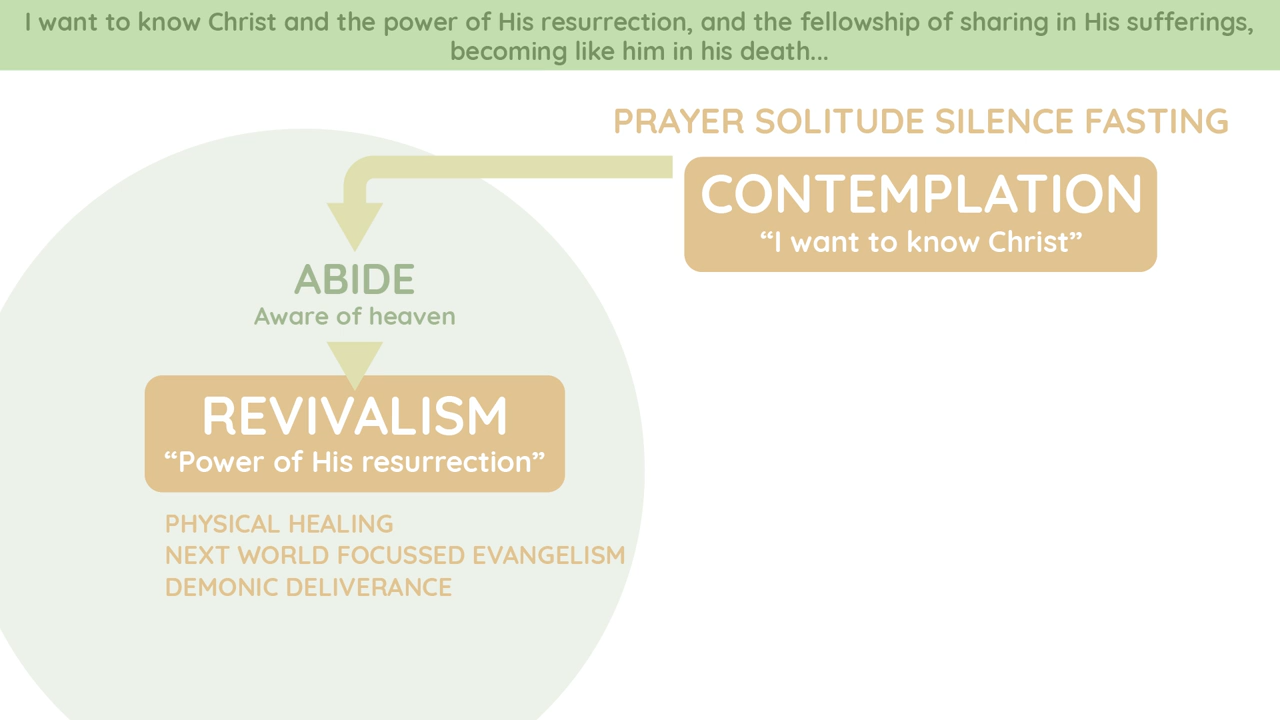 I want to know Christ and the power of His resurrection, and the fellowship of sharing in His sufferings,
becoming like him in his death...
PRAYER SOLITUDE SILENCE FASTING
CONTEMPLATION
“I want to know Christ”
ABIDE
Aware of heaven
REVIVALISM
“Power of His resurrection”
PHYSICAL HEALING
NEXT WORLD FOCUSSED EVANGELISM
DEMONIC DELIVERANCE